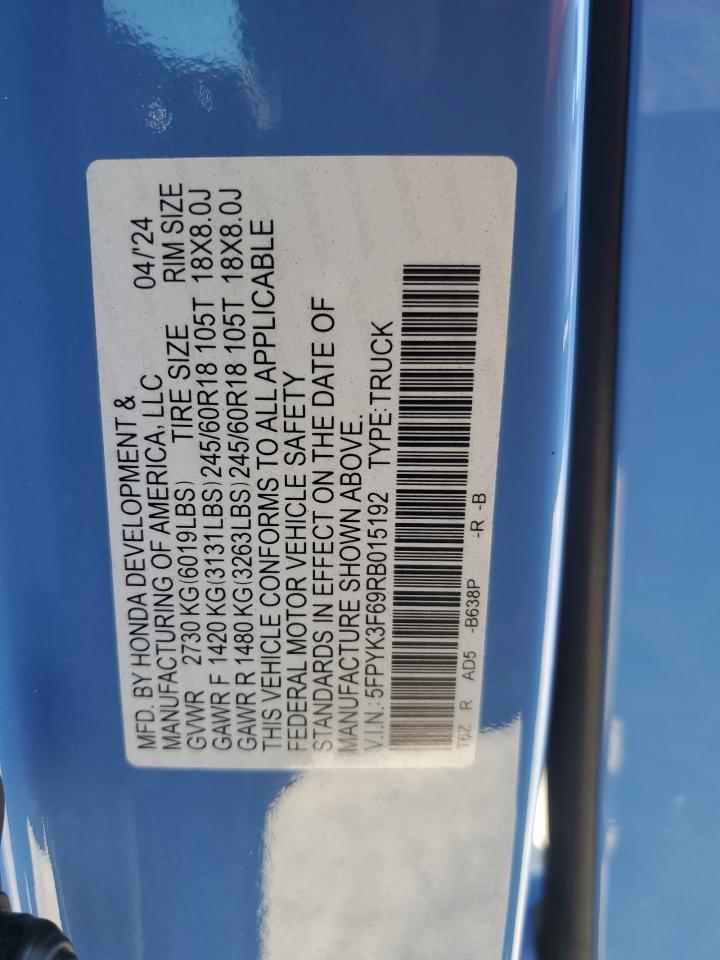 MFD. BY HONDA DEVELOPMENT & 04/'24
MANUFACTURING OF AMERICA, LLC
GVWR 2730 KG(6019LBS) TIRE SIZE RIM SIZE
GAWR F 1420 KG(3131LBS) 245/60R18 105T 18X8.0J
GAWR R 1480 KG(3263LBS) 245/60R18 105T 18X8.0J
THIS VEHICLE CONFORMS TO ALL APPLICABLE
FEDERAL MOTOR VEHICLE SAFETY
STANDARDS IN EFFECT ON THE DATE OF
MANUFACTURE SHOWN ABOVE.
V.I.N.: 5FPYK3F69RB015192 TYPE:TRUCK
T6Z R AD5 -B638P -R -B